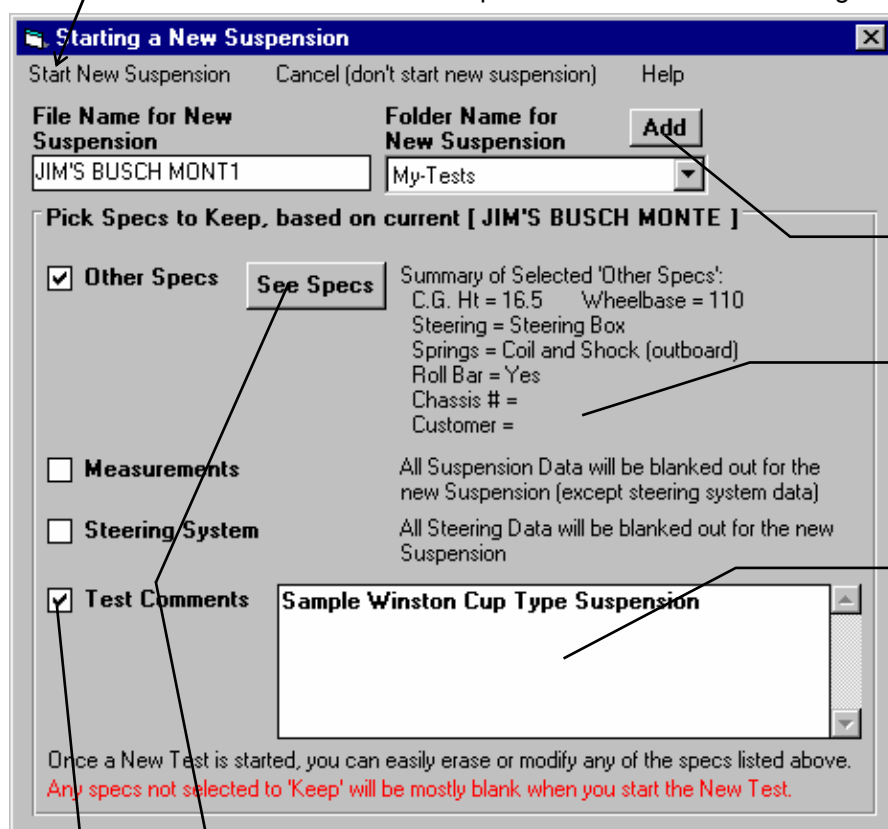 Starting a New Suspension
Start New Suspension Cancel (don't start new suspension) Help
File Name for New Suspension
Folder Name for New Suspension
Add
JIM'S BUSCH MONT1
My-Tests
Pick Specs to Keep, based on current [ JIM'S BUSCH MONTE ]
Other Specs
See Specs
Summary of Selected 'Other Specs':
C.G. Ht = 16.5 Wheelbase = 110
Steering = Steering Box
Springs = Coil and Shock (outboard)
Roll Bar = Yes
Chassis # =
Customer =
Measurements
All Suspension Data will be blanked out for the
new Suspension (except steering system data)
Steering System
All Steering Data will be blanked out for the new
Suspension
Test Comments
Sample Winston Cup Type Suspension
Once a New Test is started, you can easily erase or modify any of the specs listed above.
Any specs not selected to 'Keep' will be mostly blank when you start the New Test.